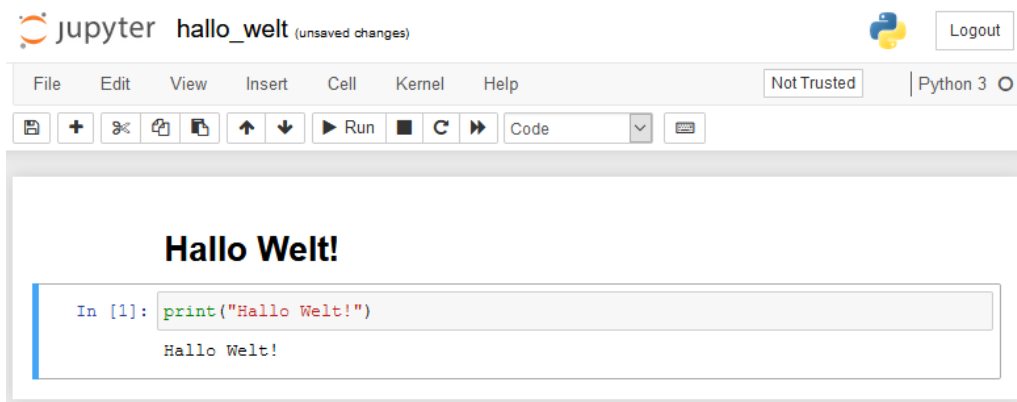 jupyter hallo_welt (unsaved changes) Logout
File Edit View Insert Cell Kernel Help Not Trusted Python 3
Run Code
Hallo Welt!
In [1]: print("Hallo Welt!")
Hallo Welt!